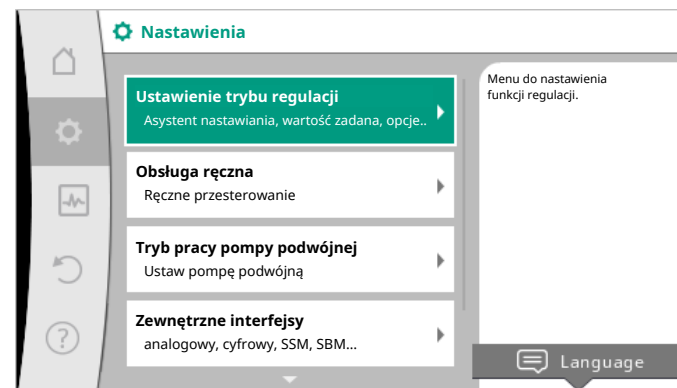 Nastawienia
Ustawienie trybu regulacji
Asystent nastawiania, wartość zadana, opcje..
Obsługa ręczna
Ręczne przesterowanie
Tryb pracy pompy podwójnej
Ustaw pompę podwójną
Zewnętrzne interfejsy
analogowy, cyfrowy, SSM, SBM...
Menu do nastawienia
funkcji regulacji.
?
Language